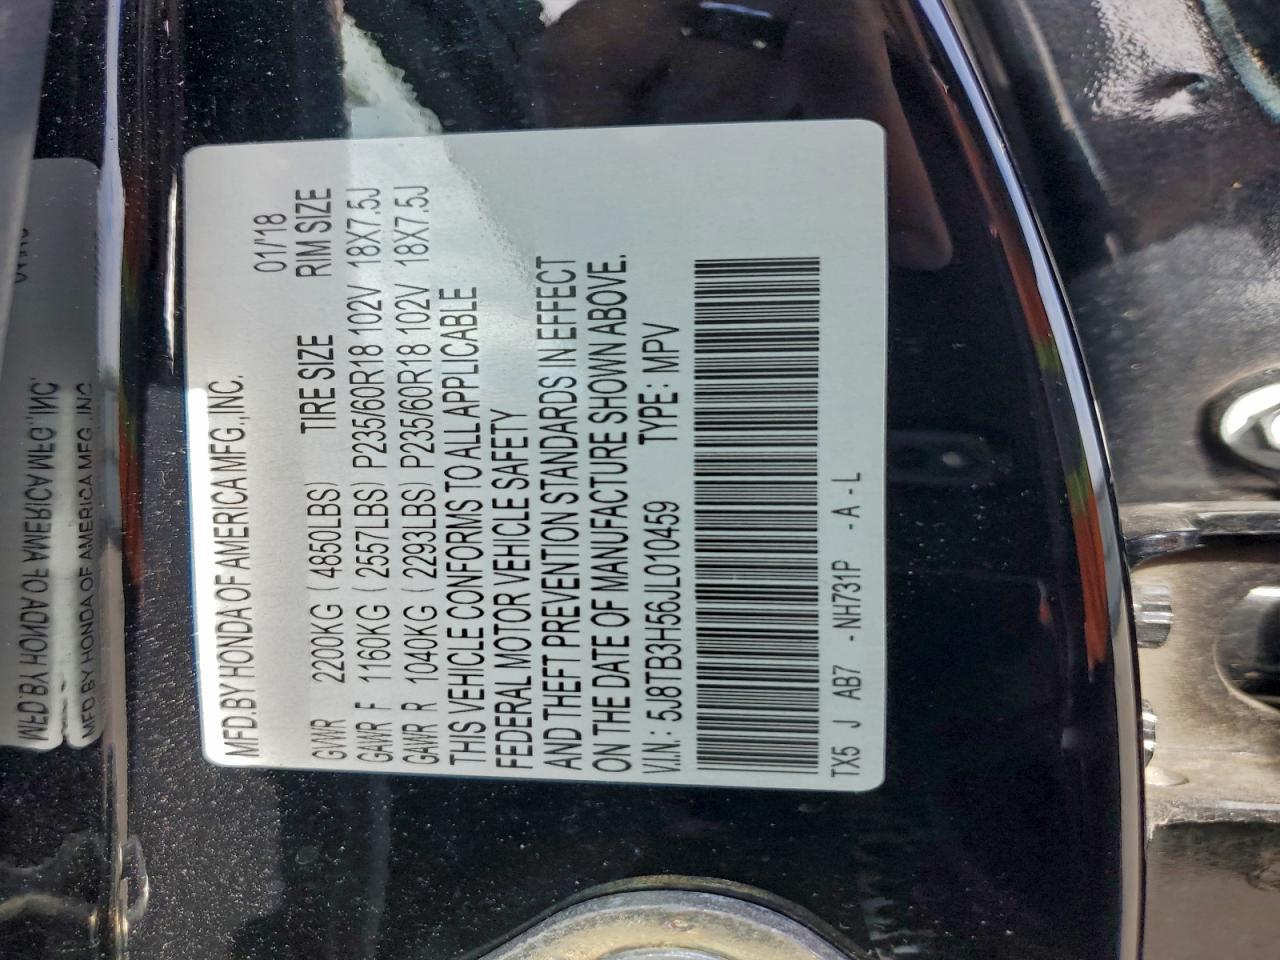 MFD.BY HONDA OF AMERICA MFG.,INC.
01/'18
TIRE SIZE RIM SIZE
GVWR 2200KG ( 4850LBS)
GAWR F 1160KG ( 2557LBS) P235/60R18 102V 18X7.5J
GAWR R 1040KG ( 2293LBS) P235/60R18 102V 18X7.5J
THIS VEHICLE CONFORMS TO ALL APPLICABLE
FEDERAL MOTOR VEHICLE SAFETY
AND THEFT PREVENTION STANDARDS IN EFFECT
ON THE DATE OF MANUFACTURE SHOWN ABOVE.
V.I.N.: 5J8TB3H56JL010459 TYPE : MPV
TX5 J AB7 - NH731P - A - L
MFD.BY HONDA OF AMERICA MFG.,INC.
MFD.BY HONDA OF AMERICA MFG.,INC.